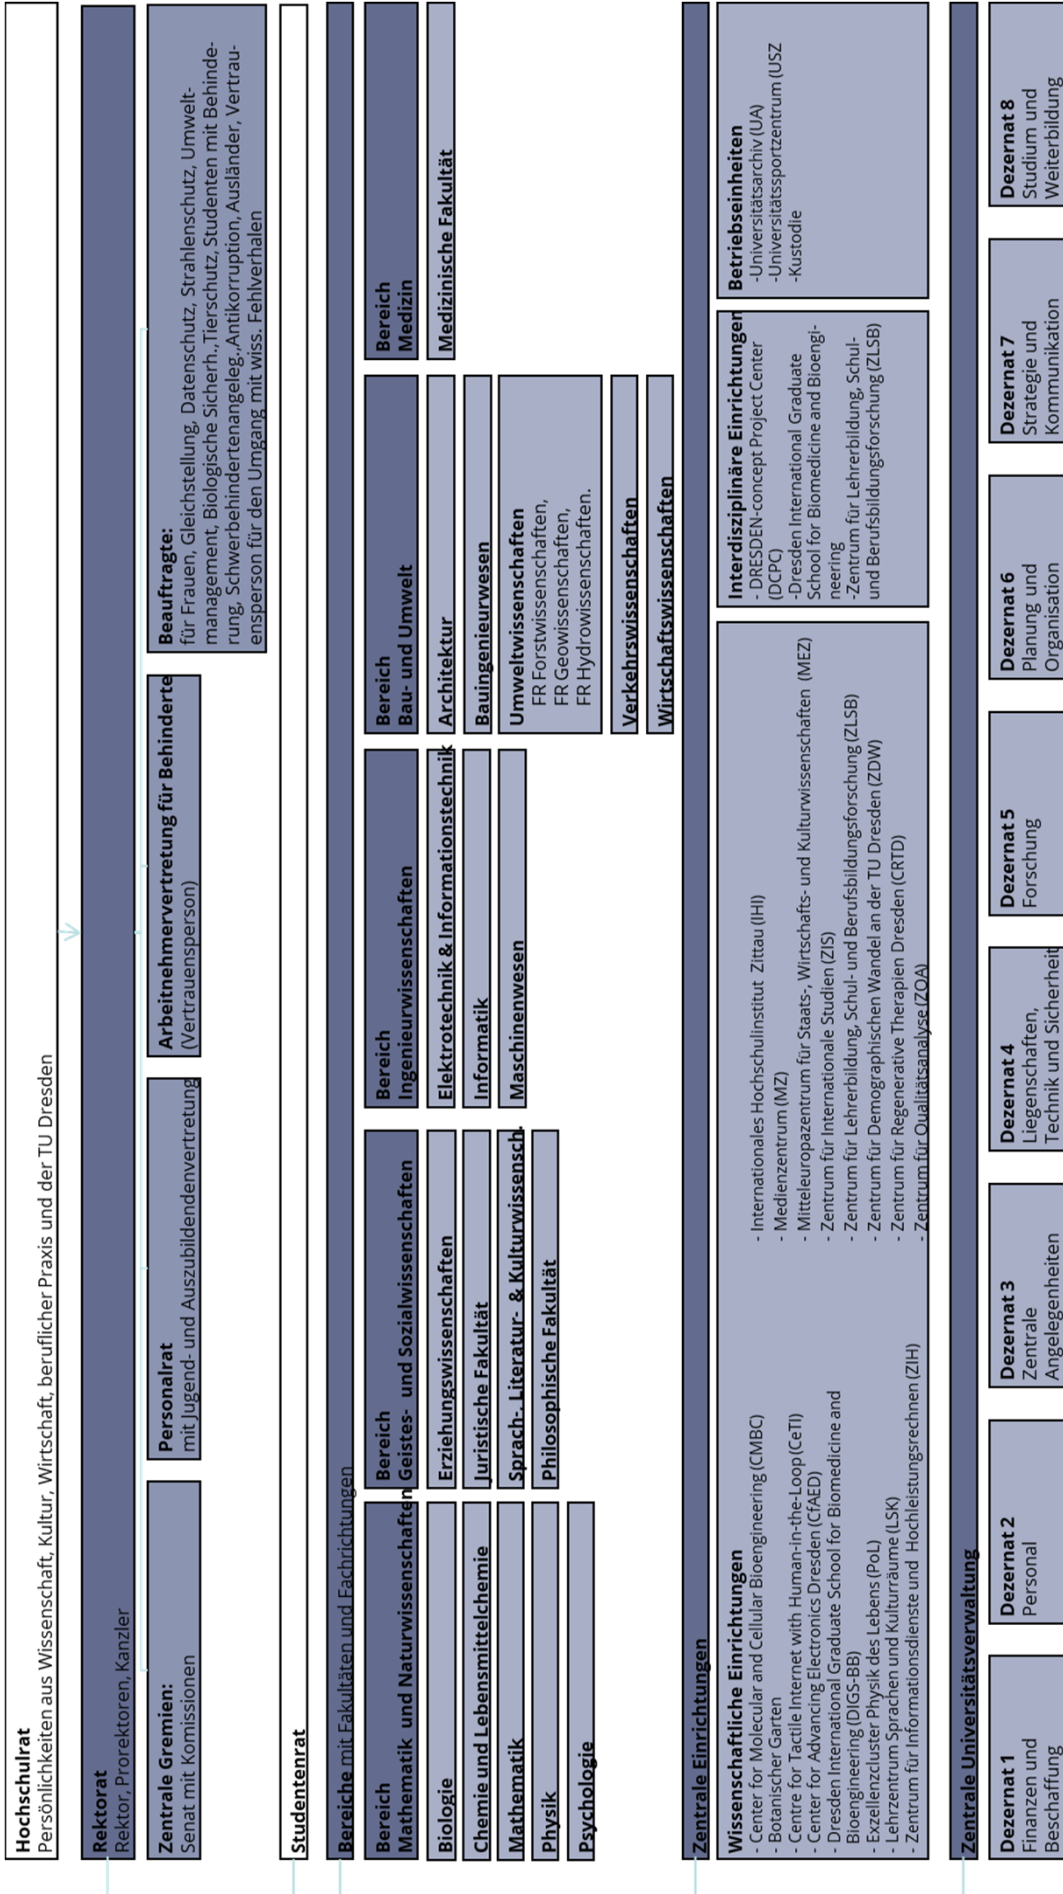 Hochschulrat
Persönlichkeiten aus Wissenschaft, Kultur, Wirtschaft, beruflicher Praxis und der TU Dresden
Rektorat
Rektor, Prorektoren, Kanzler
Zentrale Gremien:
Senat mit Komissionen
Personalrat
mit Jugend- und Auszubildendenvertretung
Arbeitnehmervertretung für Behinderte
(Vertrauensperson)
Beauftragte:
für Frauen, Gleichstellung, Datenschutz, Strahlenschutz, Umwelt-
management, Biologische Sicherh.,Tierschutz, Studenten mit Behinde-
rung, Schwerbehindertenangeleg.,Antikorruption, Ausländer, Vertrau-
ensperson für den Umgang mit wiss. Fehlverhalen
Studentenrat
Bereiche mit Fakultäten und Fachrichtungen
Bereich
Mathematik und Naturwissenschaften
Biologie
Chemie und Lebensmittelchemie
Mathematik
Physik
Psychologie
Bereich
Geistes- und Sozialwissenschaften
Erziehungswissenschaften
Juristische Fakultät
Sprach-, Literatur- & Kulturwissensch.
Philosophische Fakultät
Bereich
Ingenieurwissenschaften
Elektrotechnik & Informationstechnik
Informatik
Maschinenwesen
Bereich
Bau- und Umwelt
Architektur
Bauingenieurwesen
Umweltwissenschaften
FR Forstwissenschaften,
FR Geowissenschaften,
FR Hydrowissenschaften.
Verkehrswissenschaften
Wirtschaftswissenschaften
Bereich
Medizin
Medizinische Fakultät
Zentrale Einrichtungen
Wissenschaftliche Einrichtungen
- Center for Molecular and Cellular Bioengineering (CMBC)
- Botanischer Garten
- Centre for Tactile Internet with Human-in-the-Loop (CeTI)
- Center for Advancing Electronics Dresden (CfAED)
- Dresden International Graduate School for Biomedicine and
Bioengineering (DIGS-BB)
- Exzellenzcluster Physik des Lebens (PoL)
- Lehrzentrum Sprachen und Kulturräume (LSK)
- Zentrum für Informationsdienste und Hochleistungsrechnen (ZIH)
- Internationales Hochschulinstitut Zittau (IHI)
- Medienzentrum (MZ)
- Mitteleuropazentrum für Staats-, Wirtschafts- und Kulturwissenschaften (MEZ)
- Zentrum für Internationale Studien (ZIS)
- Zentrum für Lehrerbildung, Schul- und Berufsbildungsforschung (ZLSB)
- Zentrum für Demographischen Wandel an der TU Dresden (ZDW)
- Zentrum für Regenerative Therapien Dresden (CRTD)
- Zentrum für Qualitätsanalyse (ZQA)
Interdisziplinäre Einrichtungen
- DRESDEN-concept Project Center
(DCPC)
-Dresden International Graduate
School for Biomedicine and Bioengi-
neering
-Zentrum für Lehrerbildung, Schul-
und Berufsbildungsforschung (ZLSB)
Betriebseinheiten
-Universitätsarchiv (UA)
-Universitätssportzentrum (USZ
-Kustodie
Zentrale Universitätsverwaltung
Dezernat 1
Finanzen und
Beschaffung
Dezernat 2
Personal
Dezernat 3
Zentrale
Angelegenheiten
Dezernat 4
Liegenschaften,
Technik und Sicherheit
Dezernat 5
Forschung
Dezernat 6
Planung und
Organisation
Dezernat 7
Strategie und
Kommunikation
Dezernat 8
Studium und
Weiterbildung